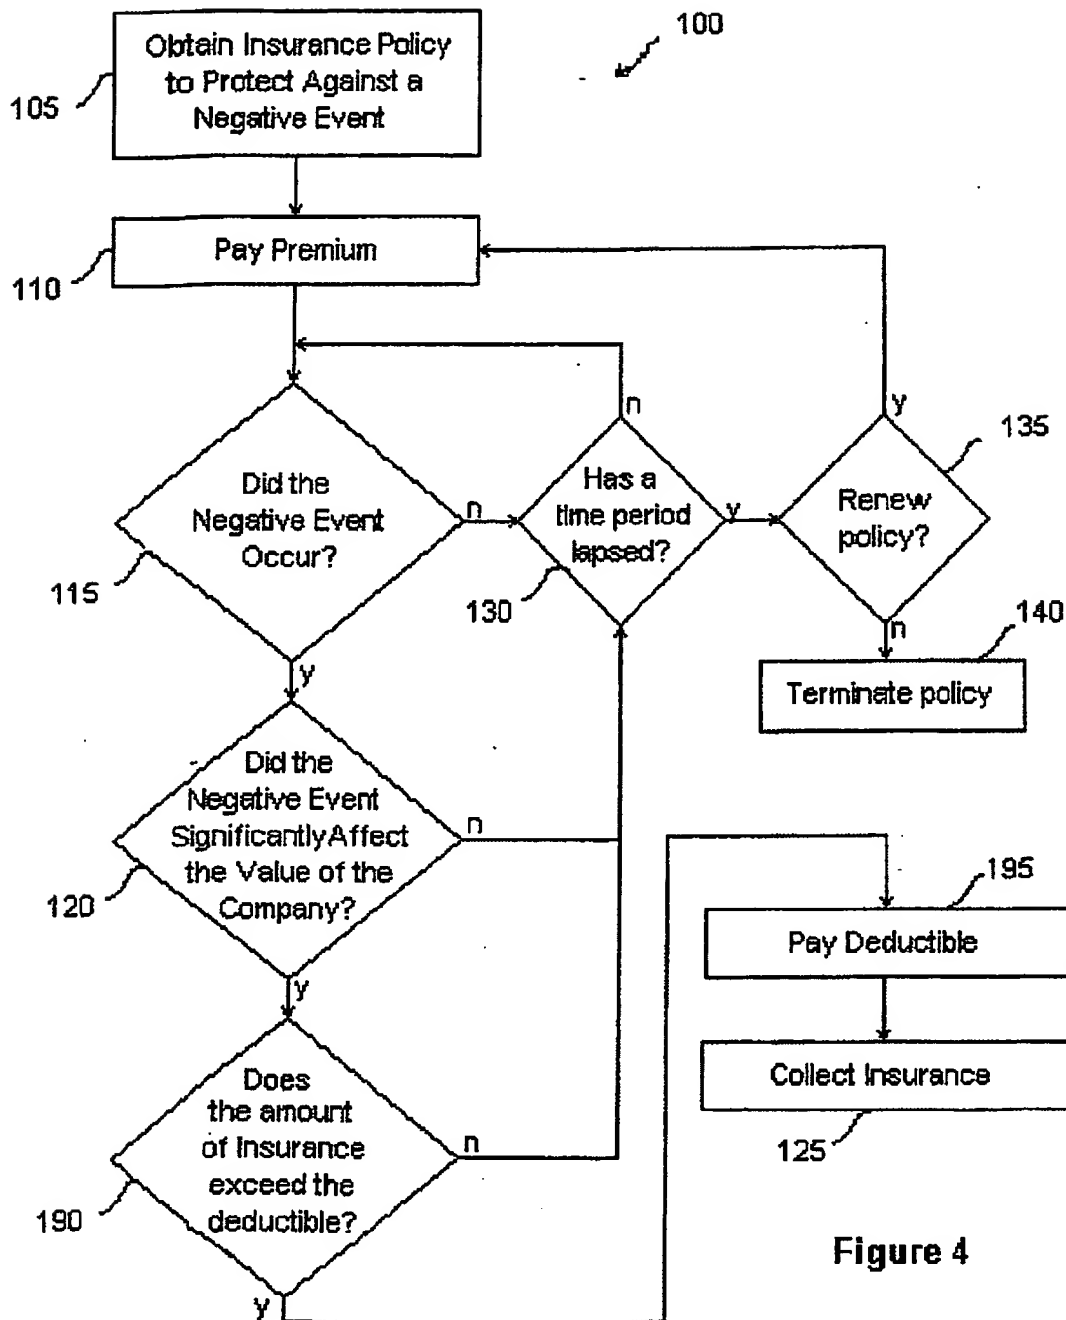 100
Obtain Insurance Policy
to Protect Against a
Negative Event
105
Pay Premium
110
n
y
135
Did the
Negative Event
Occur?
n
115
Has a
time period
lapsed?
y
130
Renew
policy?
n
140
Terminate policy
y
Did the
Negative Event
Significantly Affect
the Value of the
Company?
n
120
195
Pay Deductible
y
Collect Insurance
125
Does
the amount
of Insurance
exceed the
deductible?
n
190
y
Figure 4